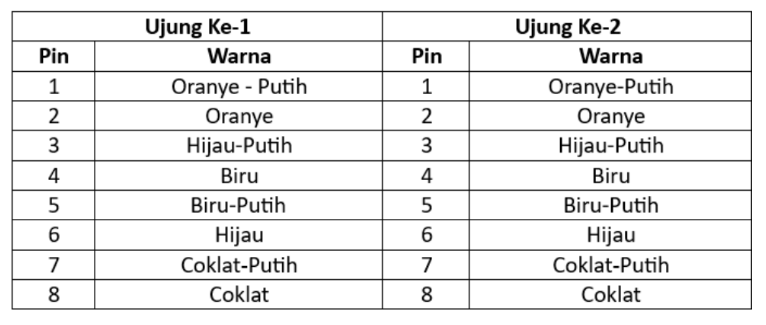 Ujung Ke-1 Ujung Ke-2
Pin Warna Pin Warna
1 Oranye - Putih 1 Oranye-Putih
2 Oranye 2 Oranye
3 Hijau-Putih 3 Hijau-Putih
4 Biru 4 Biru
5 Biru-Putih 5 Biru-Putih
6 Hijau 6 Hijau
7 Coklat-Putih 7 Coklat-Putih
8 Coklat 8 Coklat